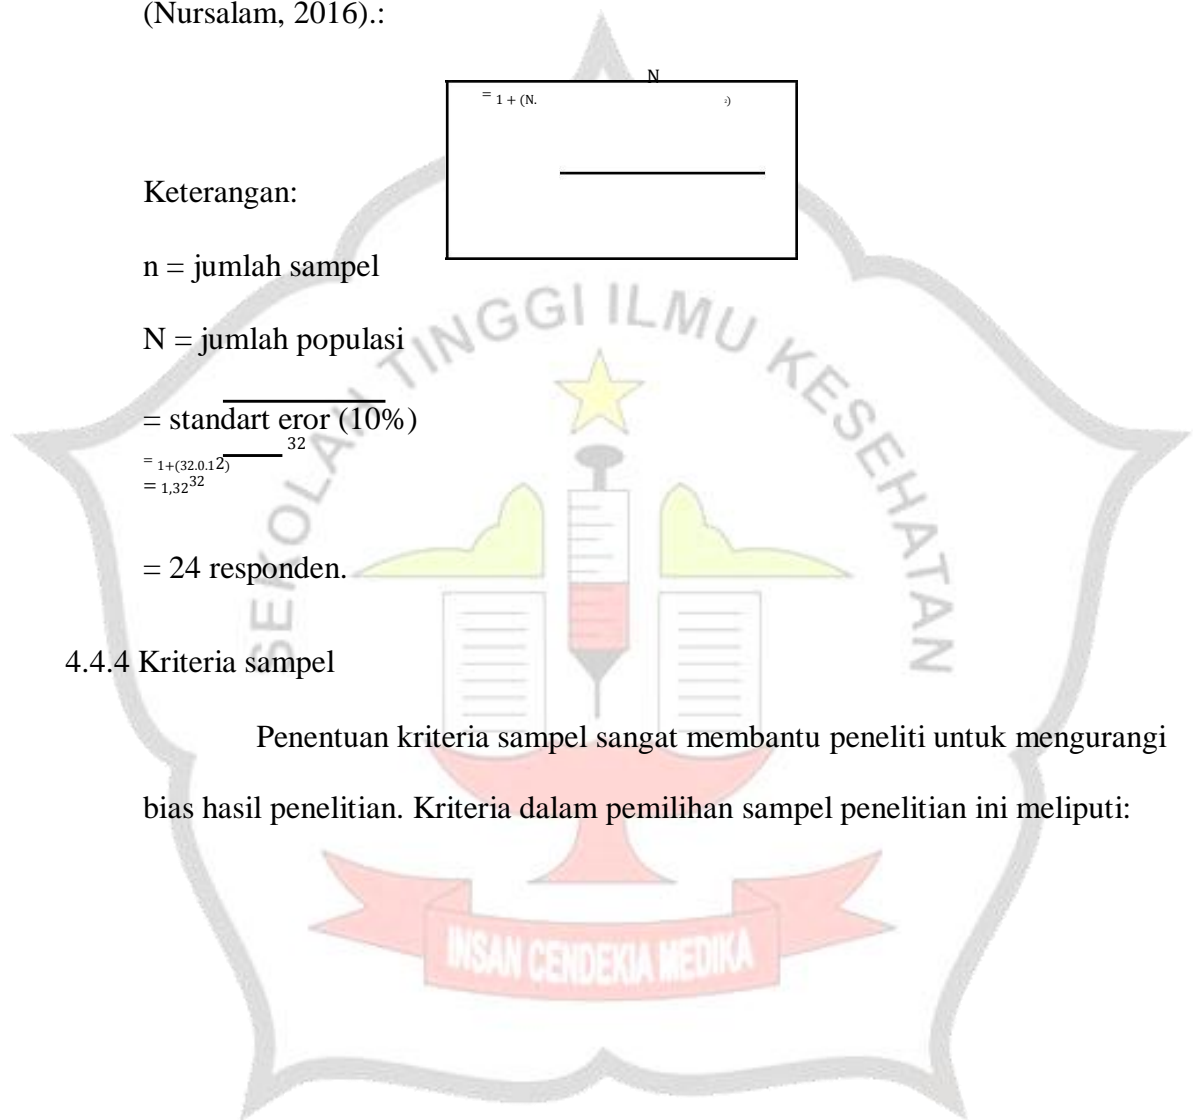 (Nursalam, 2016).:
N
= 1 + (N. ²)
Keterangan:
n = jumlah sampel
N = jumlah populasi
= standart eror (10%)
32
= 1+(32.0.12)
= 1,32 32
= 24 responden.
4.4.4 Kriteria sampel
Penentuan kriteria sampel sangat membantu peneliti untuk mengurangi
bias hasil penelitian. Kriteria dalam pemilihan sampel penelitian ini meliputi:
SEKOLAH TINGGI ILMU KESEHATAN
INSAN CENDEKIA MEDIKA